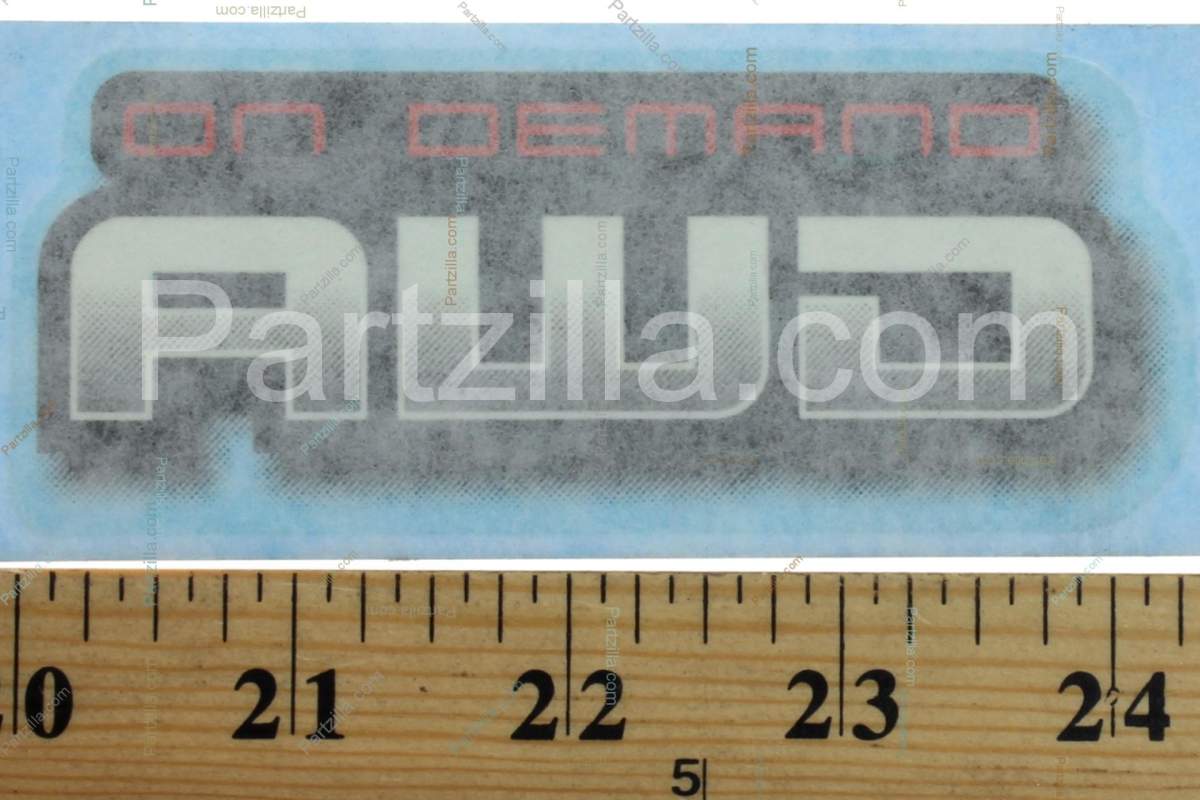 ON DEMAND
AWD
Partzilla.com
20 21 22 23 24
5